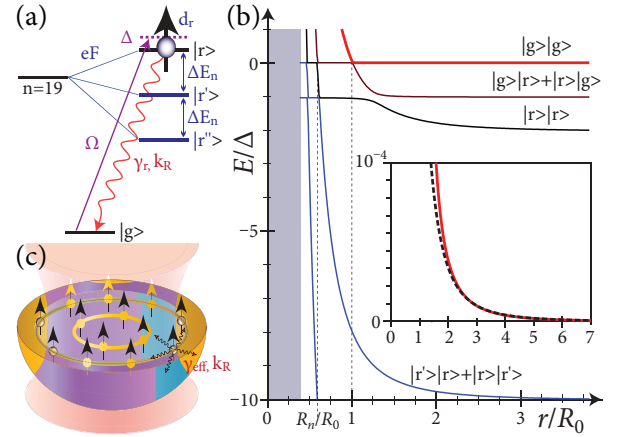 (a)
d_r
Δ
eF
|r>
n=19
ΔE_n
|r'>
ΔE_n
|r''>
Ω
γ_r, k_R
|g>
(b)
E/Δ
0
−5
−10
|g>|g>
|g>|r>+|r>|g>
|r>|r>
10⁻⁴
0
0 1 2 3 4 5 6 7
|r'>|r>+|r>|r'>
0 R_n/R_0 1 2 3 r/R_0
(c)
γ_eff, k_R